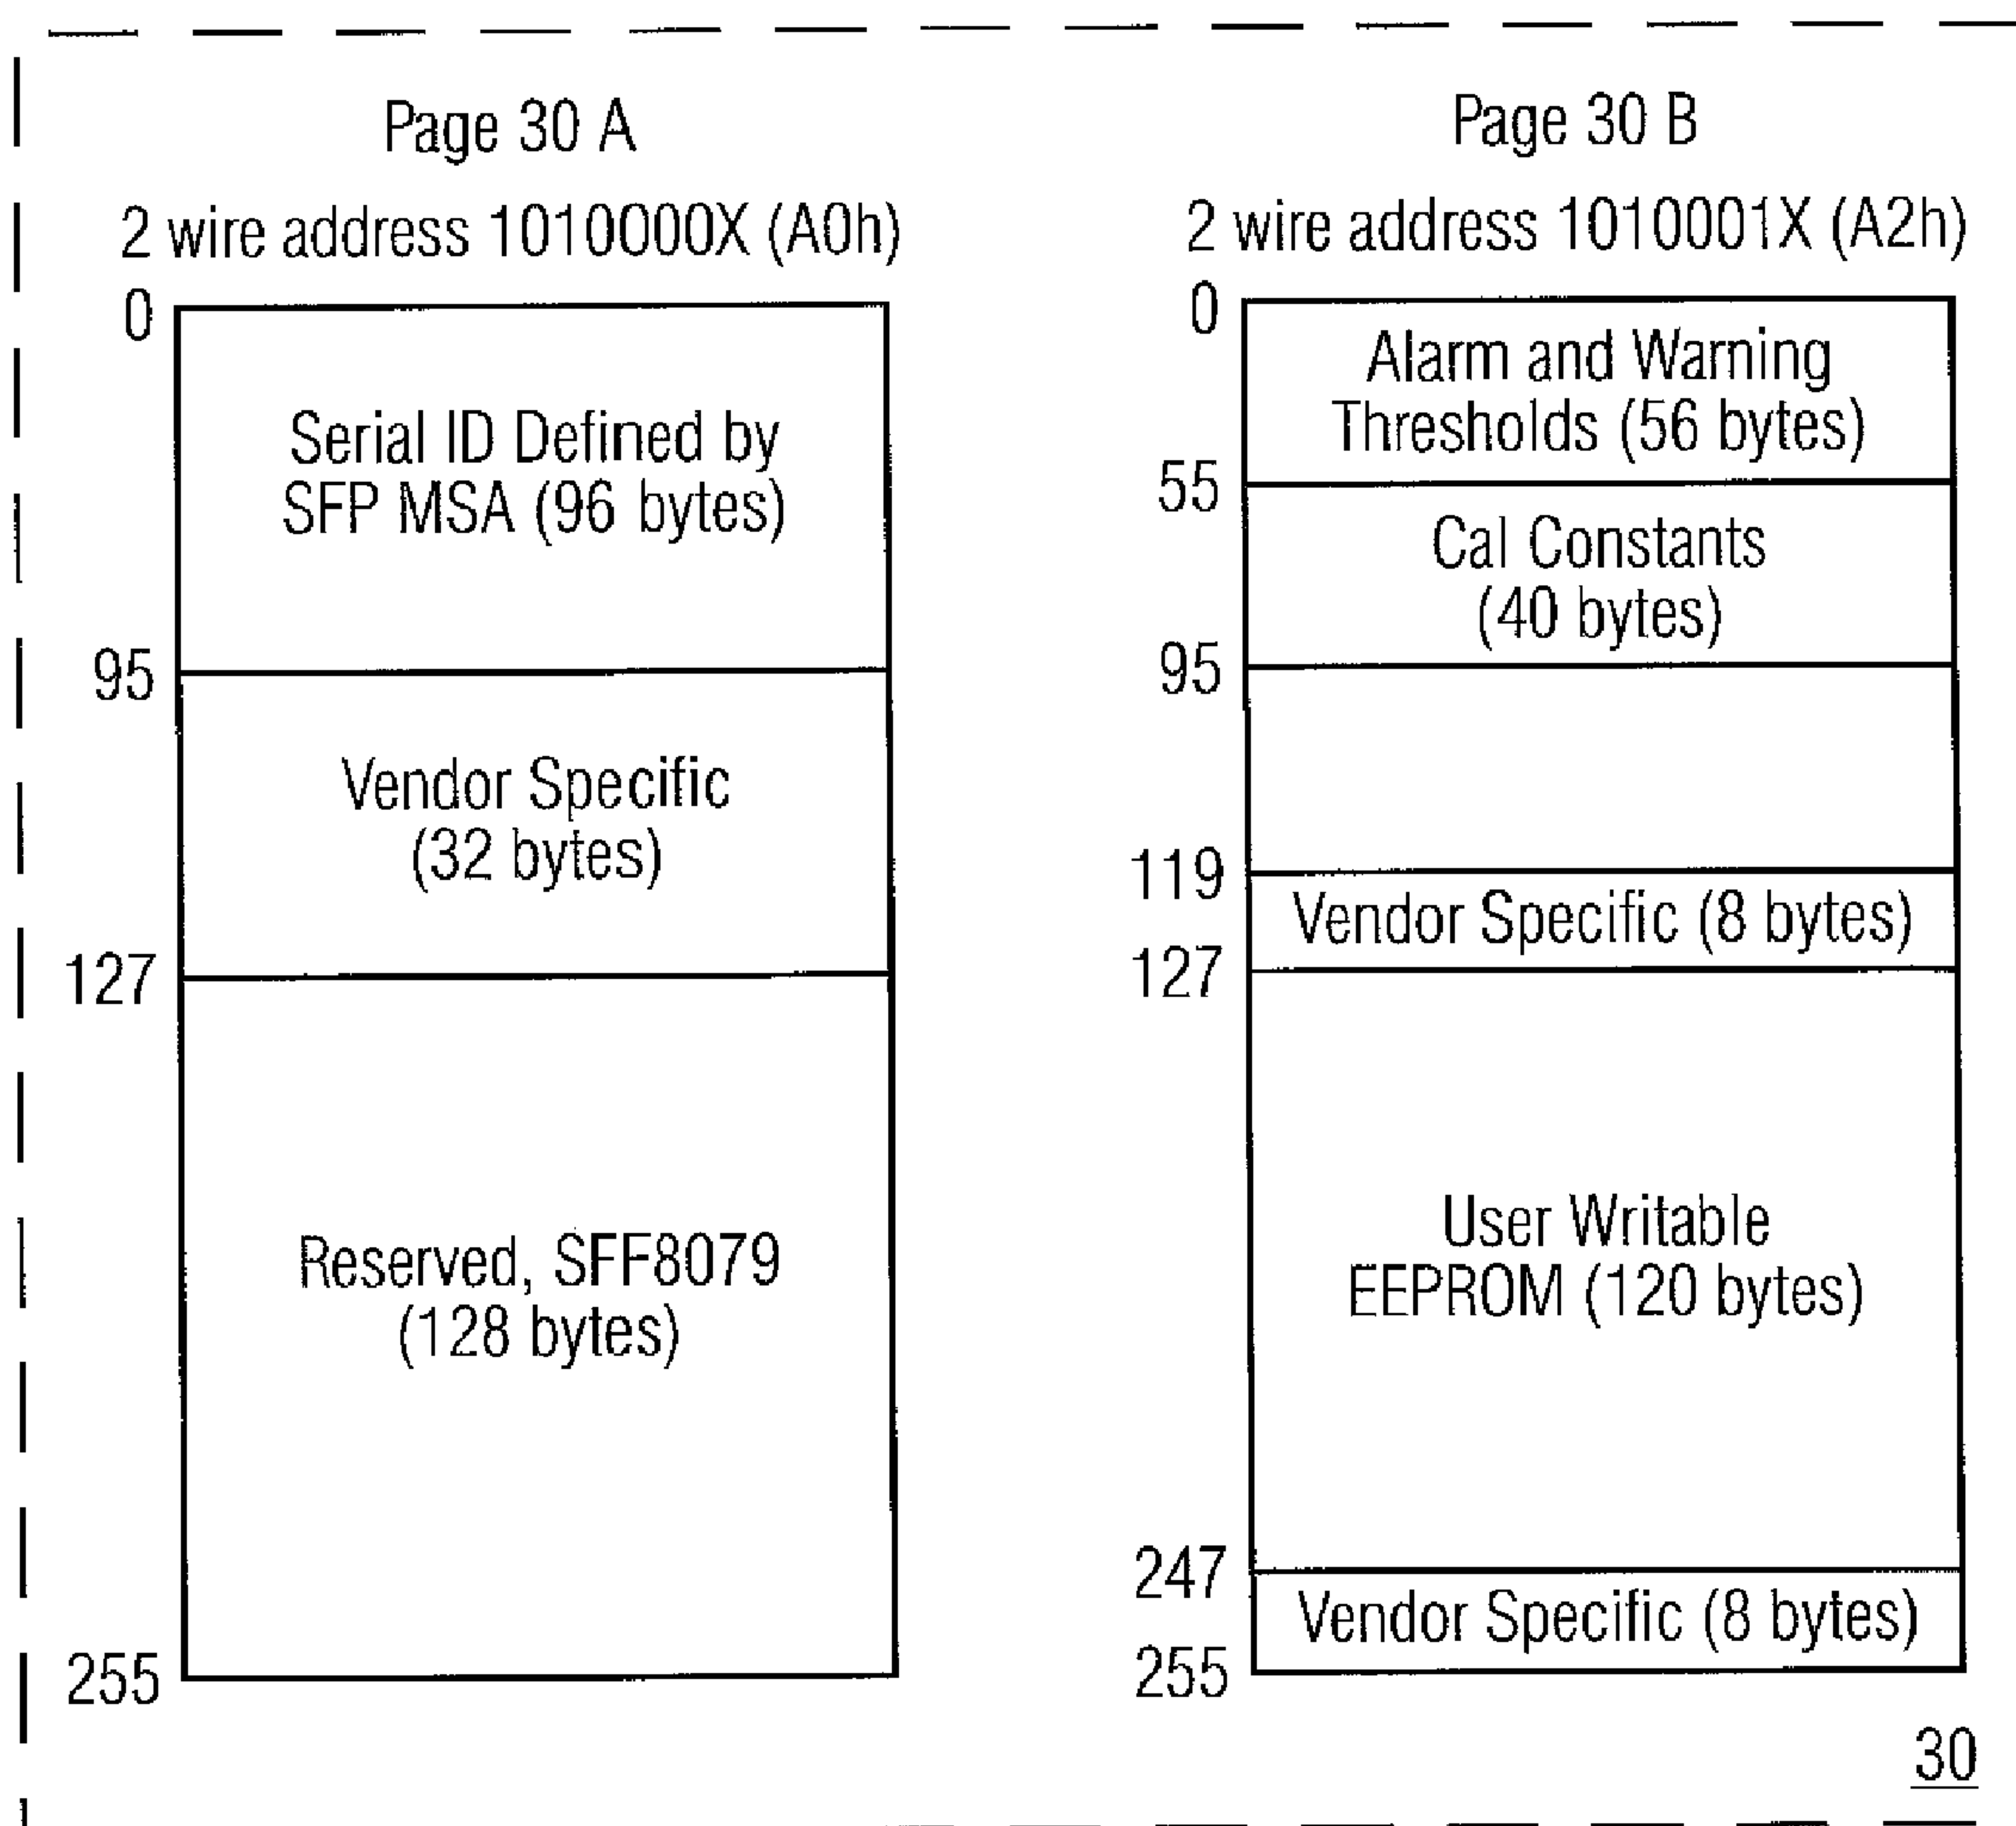 Page 30 A
2 wire address 1010000X (A0h)
0
Serial ID Defined by
SFP MSA (96 bytes)
95
Vendor Specific
(32 bytes)
127
Reserved, SFF8079
(128 bytes)
255
Page 30 B
2 wire address 1010001X (A2h)
0
Alarm and Warning
Thresholds (56 bytes)
55
Cal Constants
(40 bytes)
95
119
Vendor Specific (8 bytes)
127
User Writable
EEPROM (120 bytes)
247
Vendor Specific (8 bytes)
255
30